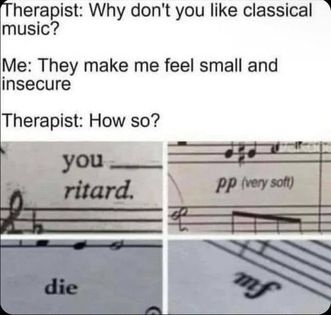 Therapist: Why don't you like classical
music?
Me: They make me feel small and
insecure
Therapist: How so?
you ____
ritard.
pp (very soft)
die
mf